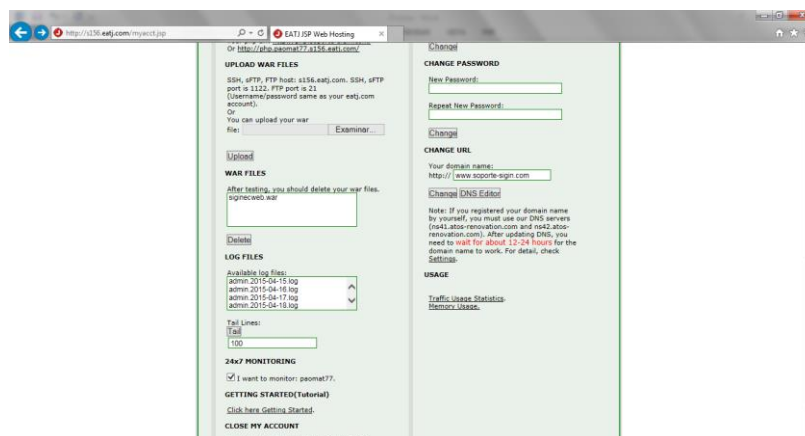 http://s156.eatj.com/myacct.jsp
EATJ JSP Web Hosting
Or http://php.paomat77.s156.eatj.com/
UPLOAD WAR FILES
SSH, sFTP, FTP host: s156.eatj.com. SSH, sFTP
port is 1122. FTP port is 21
(Username/password same as your eatj.com
account).
Or
You can upload your war
file:
Examinar...
Upload
WAR FILES
After testing, you should delete your war files.
siginecweb.war
Delete
LOG FILES
Available log files:
admin.2015-04-15.log
admin.2015-04-16.log
admin.2015-04-17.log
admin.2015-04-18.log
Tail Lines:
Tail
100
24x7 MONITORING
I want to monitor: paomat77.
GETTING STARTED(Tutorial)
Click here Getting Started.
CLOSE MY ACCOUNT
Change
CHANGE PASSWORD
New Password:
Repeat New Password:
Change
CHANGE URL
Your domain name:
http:// www.soporte-sigin.com
Change DNS Editor
Note: If you registered your domain name
by yourself, you must use our DNS servers
(ns41.atos-renovation.com and ns42.atos-
renovation.com). After updating DNS, you
need to wait for about 12-24 hours for the
domain name to work. For detail, check
Settings.
USAGE
Traffic Usage Statistics.
Memory Usage.